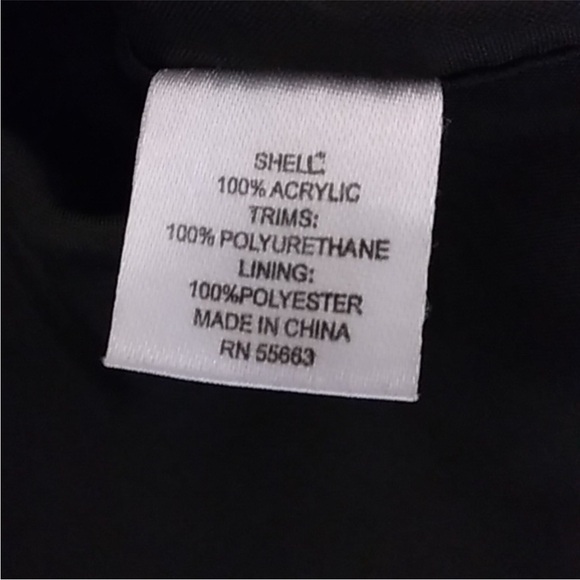 SHELL:
100% ACRYLIC
TRIMS:
100% POLYURETHANE
LINING:
100%POLYESTER
MADE IN CHINA
RN 55663